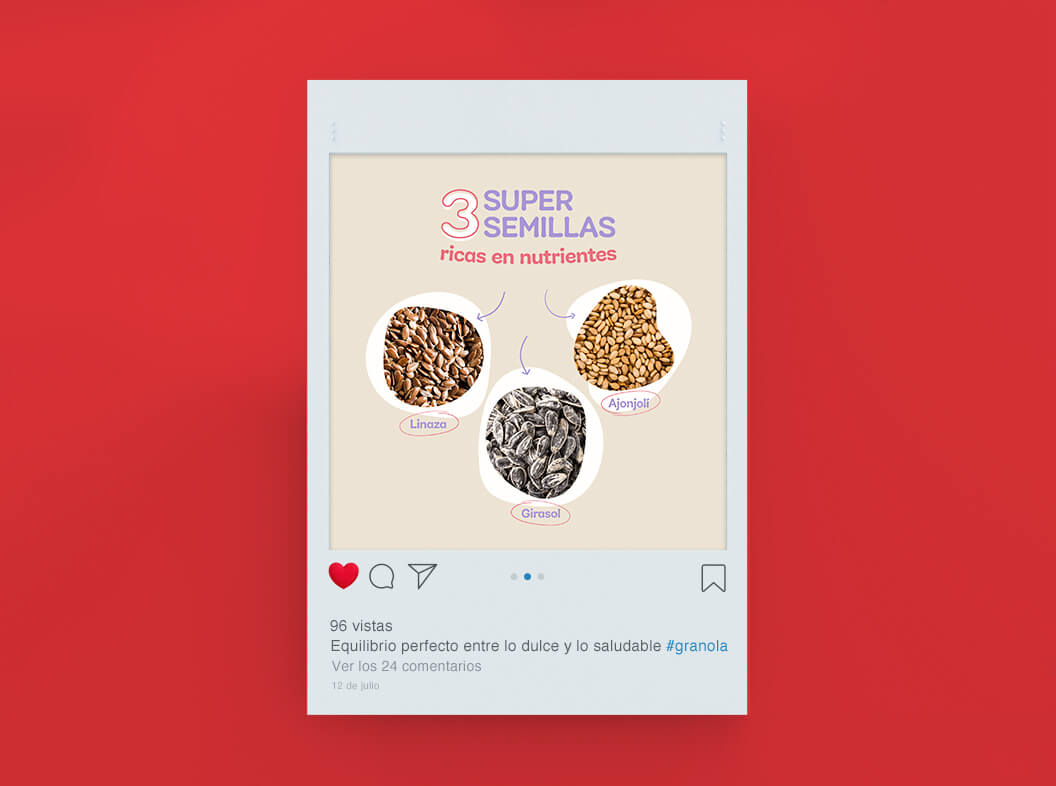 3 SUPER
SEMILLAS
ricas en nutrientes
Linaza
Ajonjolí
Girasol
96 vistas
Equilibrio perfecto entre lo dulce y lo saludable #granola
Ver los 24 comentarios
12 de julio